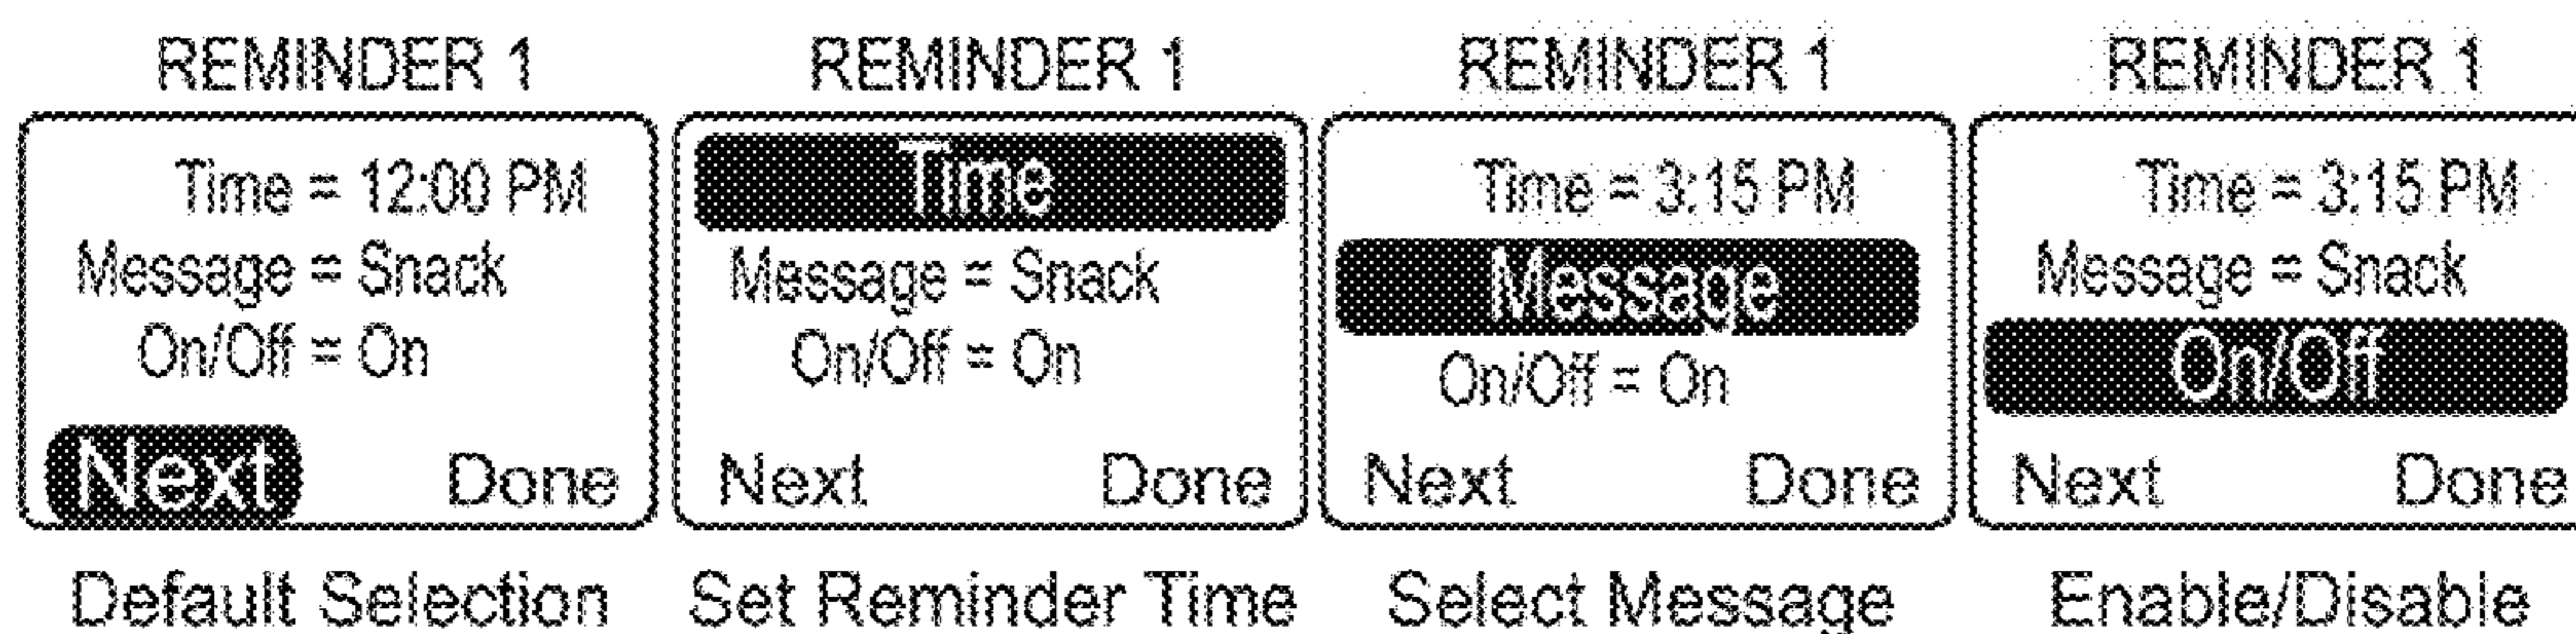 REMINDER 1
Time = 12:00 PM
Message = Snack
On/Off = On
Next Done
Default Selection
REMINDER 1
Time
Message = Snack
On/Off = On
Next Done
Set Reminder Time
REMINDER 1
Time = 3:15 PM
Message
On/Off = On
Next Done
Select Message
REMINDER 1
Time = 3:15 PM
Message = Snack
On/Off
Next Done
Enable/Disable